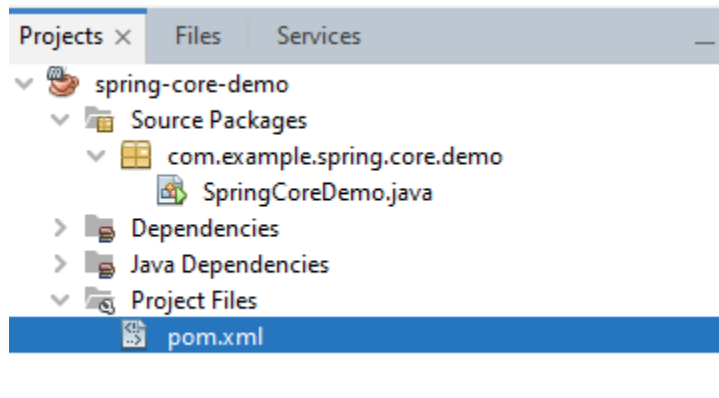 Projects Files Services
spring-core-demo
Source Packages
com.example.spring.core.demo
SpringCoreDemo.java
Dependencies
Java Dependencies
Project Files
pom.xml